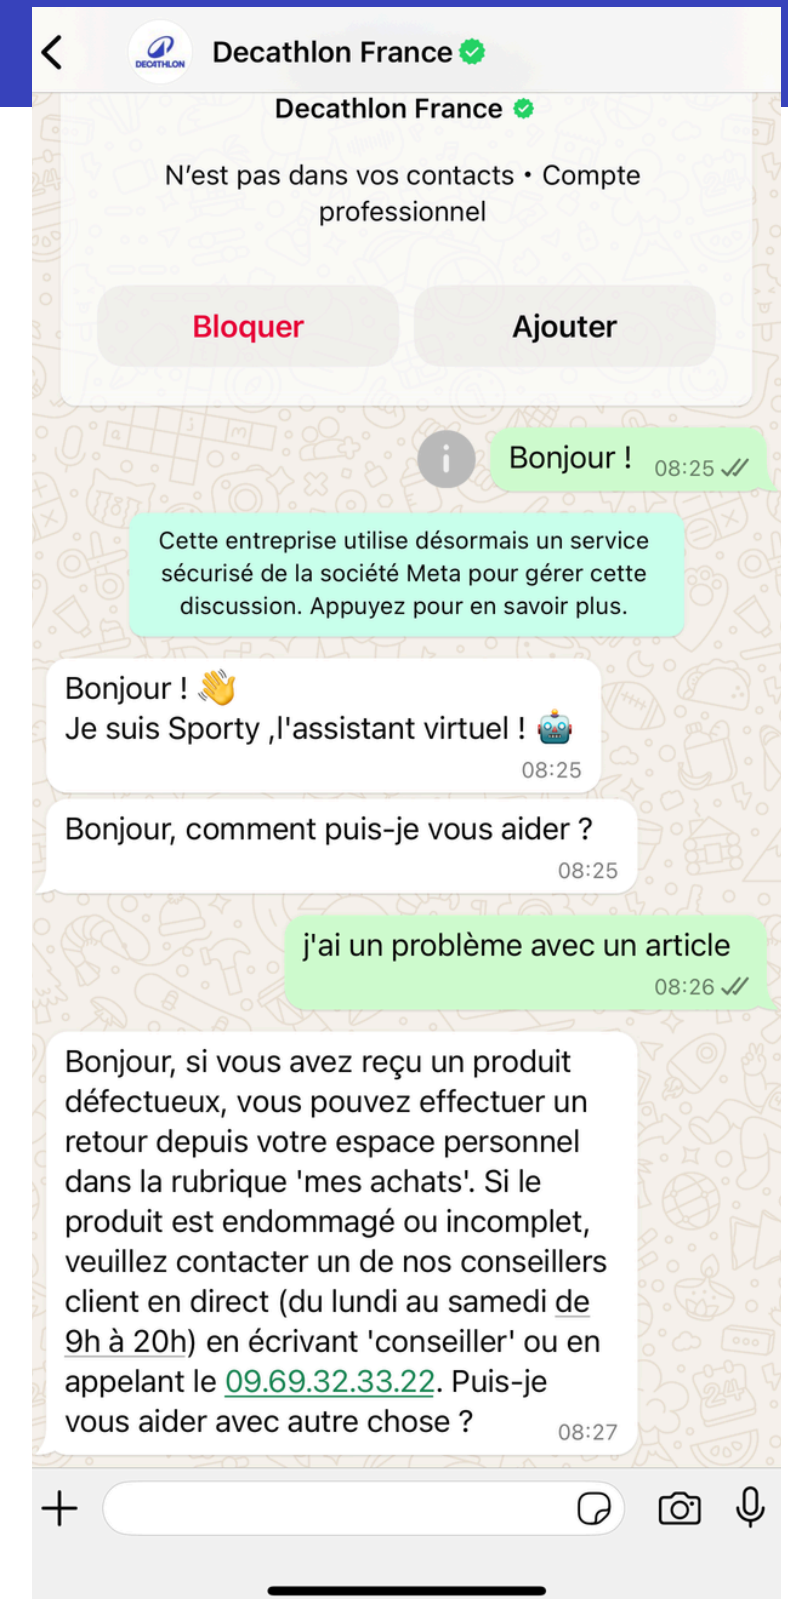 DECATHLON
Decathlon France
Decathlon France
N'est pas dans vos contacts • Compte
professionnel
Bloquer
Ajouter
Bonjour !
08:25
Cette entreprise utilise désormais un service
sécurisé de la société Meta pour gérer cette
discussion. Appuyez pour en savoir plus.
Bonjour ! 👋
Je suis Sporty ,l'assistant virtuel ! 🤖
08:25
Bonjour, comment puis-je vous aider ?
08:25
j'ai un problème avec un article
08:26
Bonjour, si vous avez reçu un produit
défectueux, vous pouvez effectuer un
retour depuis votre espace personnel
dans la rubrique 'mes achats'. Si le
produit est endommagé ou incomplet,
veuillez contacter un de nos conseillers
client en direct (du lundi au samedi de
9h à 20h) en écrivant 'conseiller' ou en
appelant le 09.69.32.33.22. Puis-je
vous aider avec autre chose ?
08:27